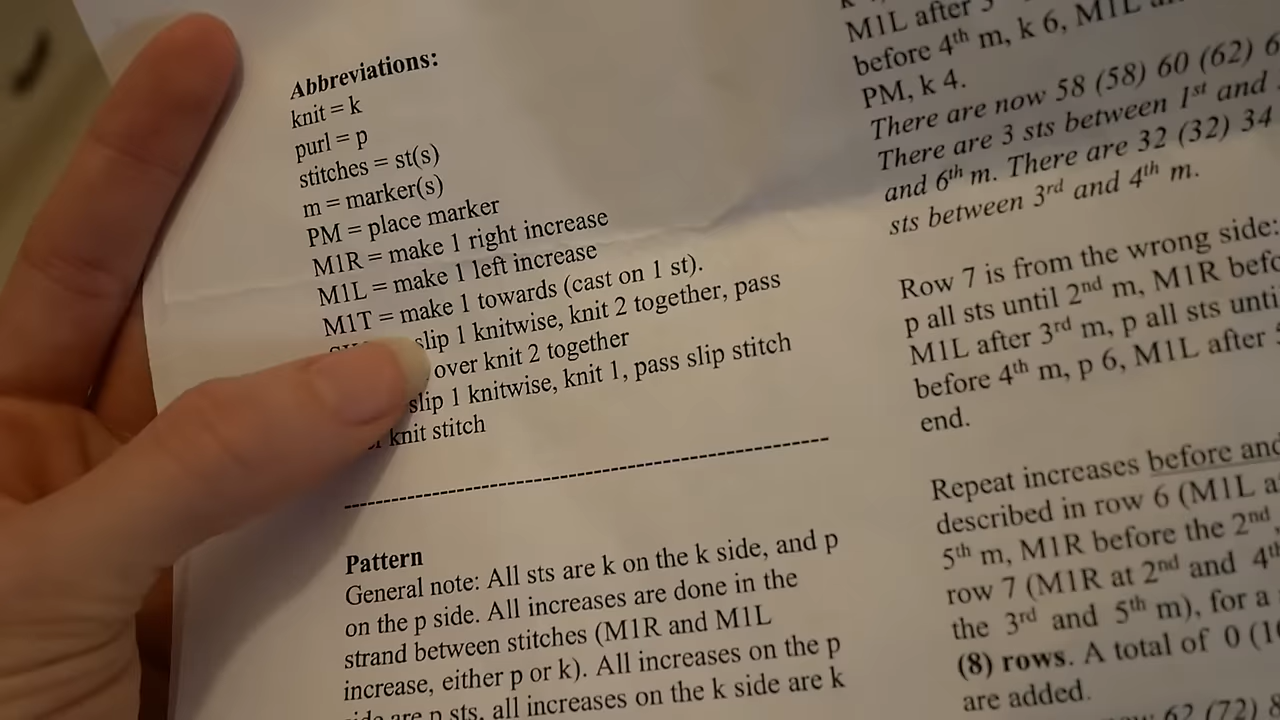 Abbreviations:
knit = k
purl = p
stitches = st(s)
m = marker(s)
PM = place marker
M1R = make 1 right increase
M1L = make 1 left increase
M1T = make 1 towards (cast on 1 st).
slip 1 knitwise, knit 2 together, pass
over knit 2 together
slip 1 knitwise, knit 1, pass slip stitch
knit stitch
Pattern
General note: All sts are k on the k side, and p
on the p side. All increases are done in the
strand between stitches (M1R and M1L
increase, either p or k). All increases on the p
side are p sts, all increases on the k side are k
M1L after
before 4th m, k 6, M1L
PM, k 4.
There are now 58 (58) 60 (62)
There are 3 sts between 1st and
and 6th m. There are 32 (32) 34
sts between 3rd and 4th m.
Row 7 is from the wrong side:
p all sts until 2nd m, M1R
M1L after 3rd m, p all sts
before 4th m, p 6, M1L after
end.
Repeat increases before and
described in row 6 (M1L
5th m, M1R before the 2nd
row 7 (M1R at 2nd and
the 3rd and 5th m), for a
(8) rows. A total of 0
are added.
62 (72)